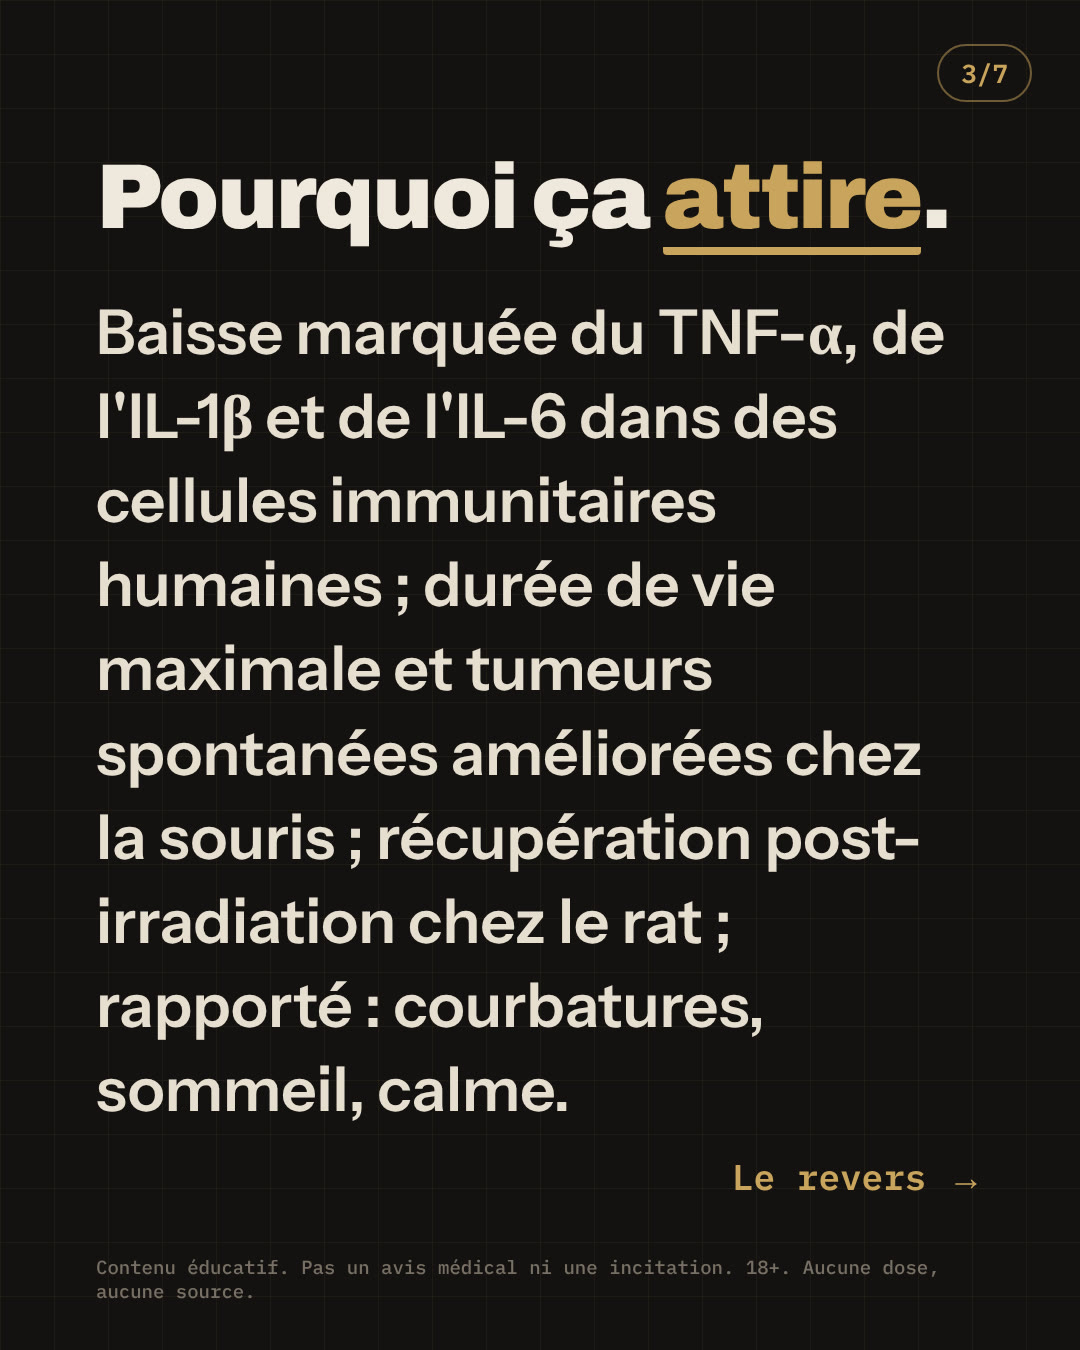 3/7
Pourquoi ça attire.
Baisse marquée du TNF-α, de
l'IL-1β et de l'IL-6 dans des
cellules immunitaires
humaines ; durée de vie
maximale et tumeurs
spontanées améliorées chez
la souris ; récupération post-
irradiation chez le rat ;
rapporté : courbatures,
sommeil, calme.
Le revers →
Contenu éducatif. Pas un avis médical ni une incitation. 18+. Aucune dose,
aucune source.